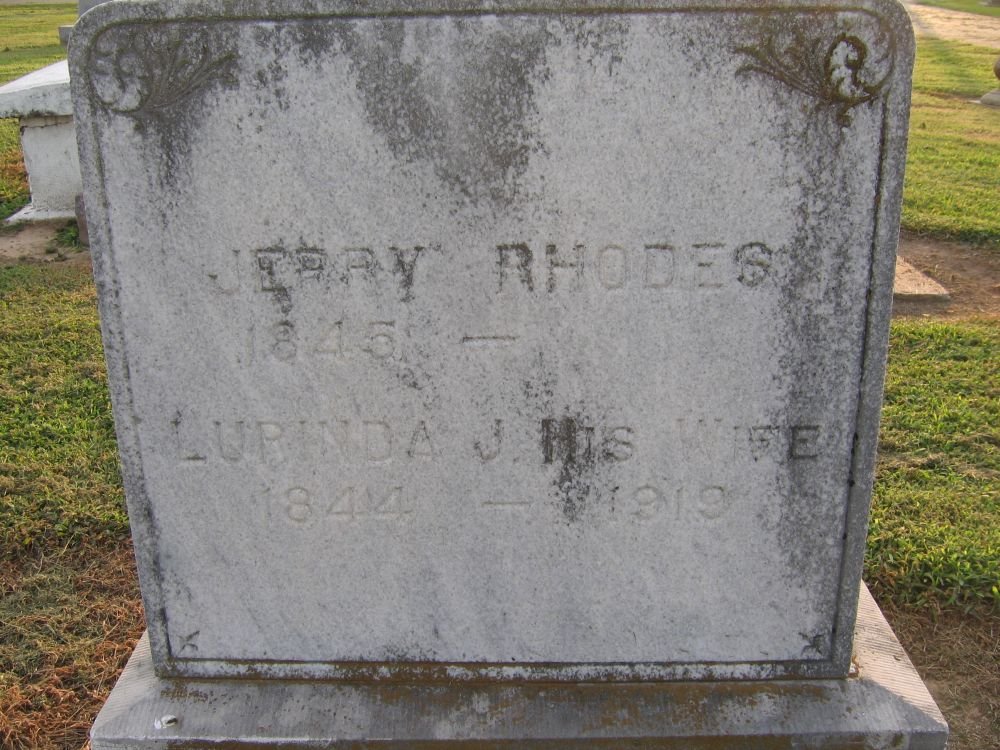 JERRY RHODES
1845 —
LURINDA J. HIS WIFE
1844 — 1919